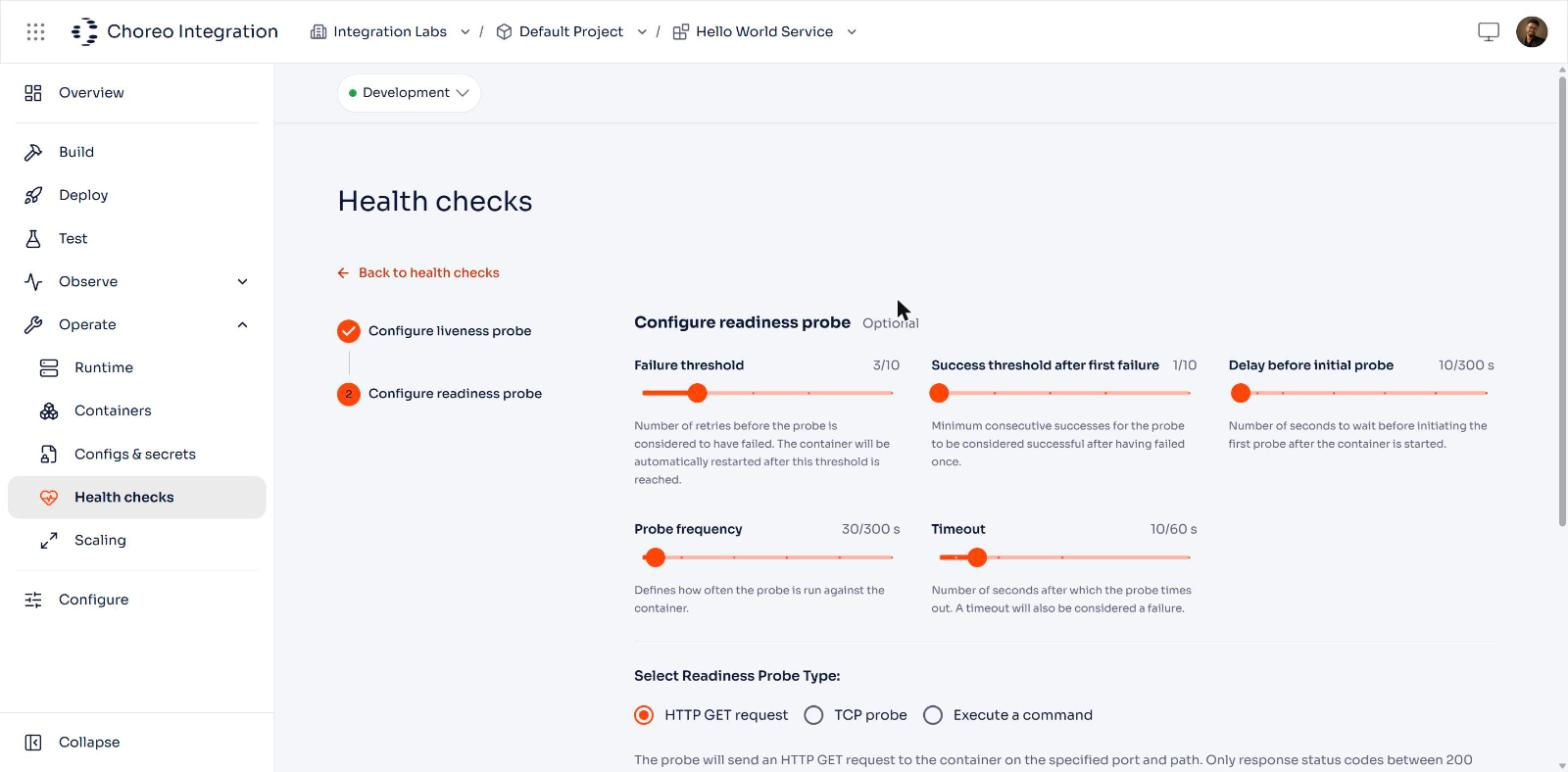 Choreo Integration
Integration Labs / Default Project / Hello World Service
Overview
Build
Deploy
Test
Observe
Operate
Runtime
Containers
Configs & secrets
Health checks
Scaling
Configure
Collapse
Development
Health checks
Back to health checks
Configure liveness probe
2 Configure readiness probe
Configure readiness probe Optional
Failure threshold 3/10
Number of retries before the probe is
considered to have failed. The container will be
automatically restarted after this threshold is
reached.
Success threshold after first failure 1/10
Minimum consecutive successes for the probe
to be considered successful after having failed
once.
Delay before initial probe 10/300 s
Number of seconds to wait before initiating the
first probe after the container is started.
Probe frequency 30/300 s
Defines how often the probe is run against the
container.
Timeout 10/60 s
Number of seconds after which the probe times
out. A timeout will also be considered a failure.
Select Readiness Probe Type:
HTTP GET request TCP probe Execute a command
The probe will send an HTTP GET request to the container on the specified port and path. Only response status codes between 200